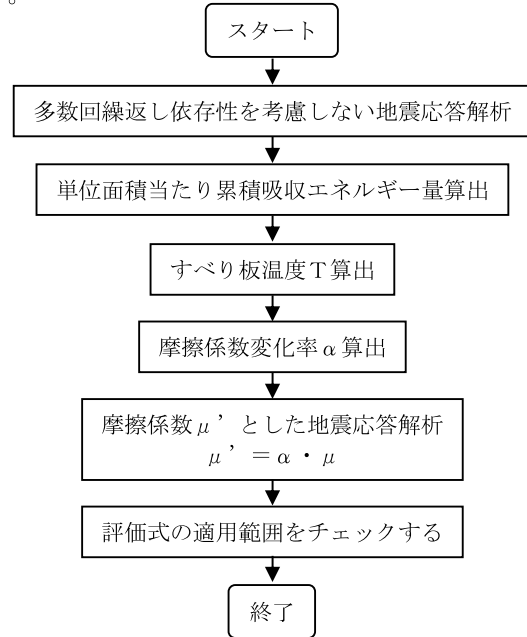 。
スタート
多数回繰返し依存性を考慮しない地震応答解析
単位面積当たり累積吸収エネルギー量算出
すべり板温度T算出
摩擦係数変化率α算出
摩擦係数μ’とした地震応答解析
μ’=α・μ
評価式の適用範囲をチェックする
終了